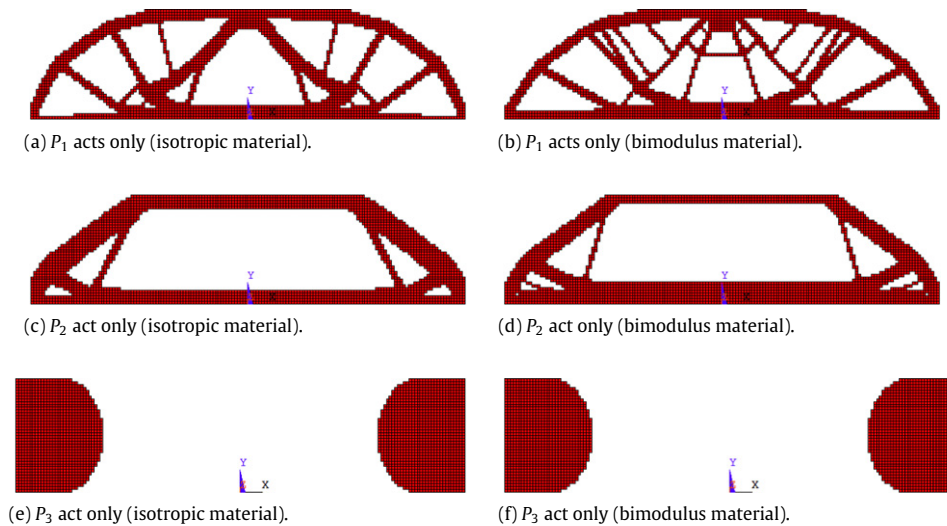 Y
X
Y
X
(a) P1 acts only (isotropic material).
(b) P1 acts only (bimodulus material).
Y
X
Y
X
(c) P2 act only (isotropic material).
(d) P2 act only (bimodulus material).
Y
X
Y
X
(e) P3 act only (isotropic material).
(f) P3 act only (bimodulus material).